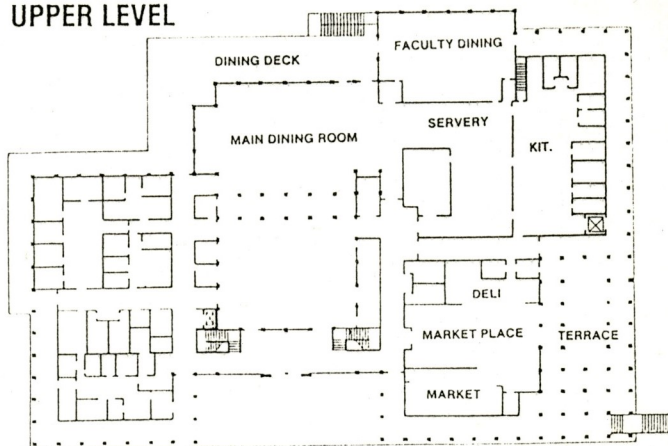 UPPER LEVEL
FACULTY DINING
DINING DECK
SERVERY
MAIN DINING ROOM
KIT.
DELI
MARKET PLACE
TERRACE
MARKET